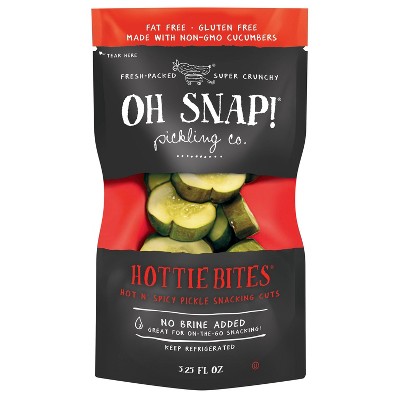 FAT FREE - GLUTEN FREE
MADE WITH NON-GMO CUCUMBERS
TEAR HERE
FRESH-PACKED SUPER CRUNCHY
OH SNAP!®
pickling co.
HOTTIE BITES®
HOT N' SPICY PICKLE SNACKING CUTS
NO BRINE ADDED
GREAT FOR ON-THE-GO SNACKING!
KEEP REFRIGERATED
3.25 FL OZ